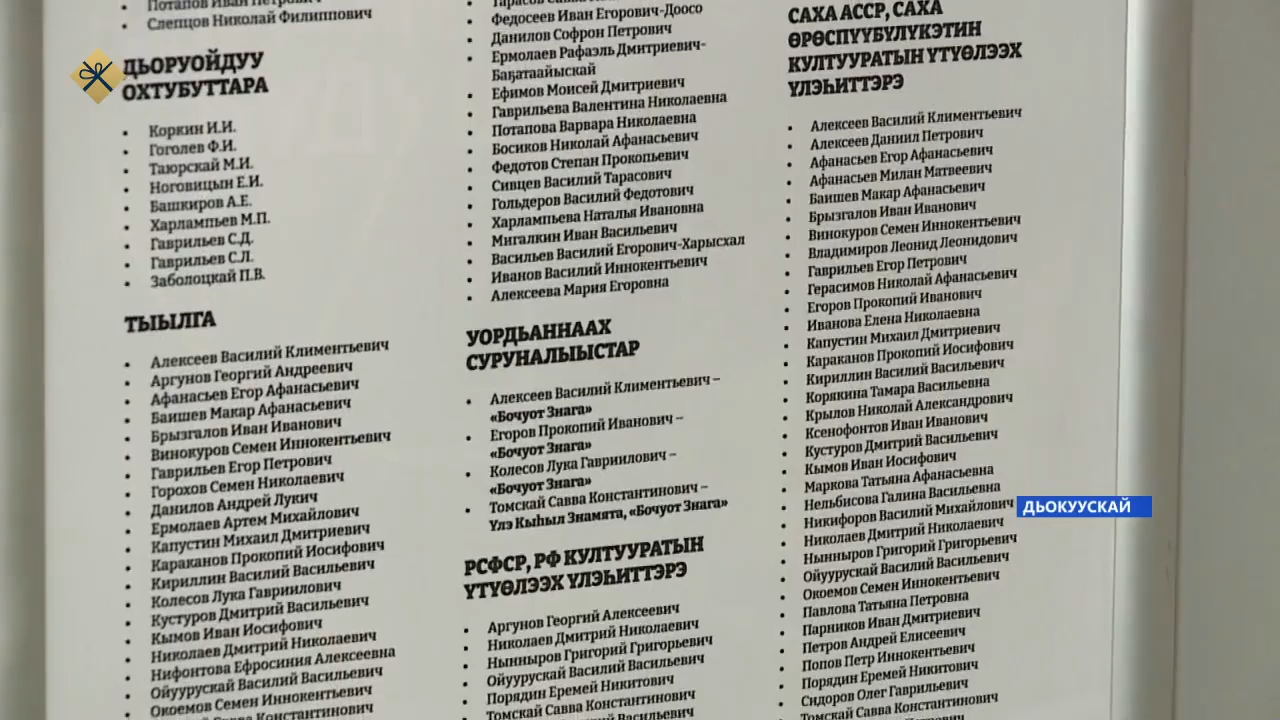 Потапов Иван Петрович
Слепцов Николай Филиппович
ДЬОРУОЙДУУ
ОХТУБУТТАРА
Коркин И.И.
Гоголев Ф.И.
Таюрскай М.И.
Ноговицын Е.И.
Башкиров А.Е.
Харлампьев М.П.
Гаврильев С.Д.
Гаврильев С.Л.
Заболоцкай П.В.
ТЫЫЛГА
Алексеев Василий Климентьевич
Аргунов Георгий Андреевич
Афанасьев Егор Афанасьевич
Баишев Макар Афанасьевич
Брызгалов Иван Иванович
Винокуров Семен Иннокентьевич
Гаврильев Егор Петрович
Горохов Семен Николаевич
Данилов Андрей Лукич
Ермолаев Артем Михайлович
Капустин Михаил Дмитриевич
Караканов Прокопий Иосифович
Кириллин Василий Васильевич
Колесов Лука Гавриилович
Кустуров Дмитрий Васильевич
Кымов Иван Иосифович
Николаев Дмитрий Николаевич
Нифонтова Ефросиния Алексеевна
Ойуурускай Василий Васильевич
Окоемов Семен Иннокентьевич
Савва Константинович
Федосеев Иван Егорович-Доосо
Данилов Софрон Петрович
Ермолаев Рафаэль Дмитриевич-
Баҕатаайыскай
Ефимов Моисей Дмитриевич
Гаврильева Валентина Николаевна
Потапова Варвара Николаевна
Босиков Николай Афанасьевич
Федотов Степан Прокопьевич
Сивцев Василий Тарасович
Гольдеров Василий Федотович
Харлампьева Наталья Ивановна
Мигалкин Иван Васильевич
Васильев Василий Егорович-Харысхал
Иванов Василий Иннокентьевич
Алексеева Мария Егоровна
УОРДЬАННААХ
СУРУНАЛЫЫСТАР
Алексеев Василий Климентьевич –
«Бочуот Знага»
Егоров Прокопий Иванович –
«Бочуот Знага»
Колесов Лука Гавриилович –
«Бочуот Знага»
Томскай Савва Константинович –
Үлэ Кыһыл Знамята, «Бочуот Знага»
РСФСР, РФ КУЛТУУРАТЫН
ҮТҮӨЛЭЭХ ҮЛЭҺИТТЭРЭ
Аргунов Георгий Алексеевич
Николаев Дмитрий Николаевич
Нынныров Григорий Григорьевич
Ойуурускай Василий Васильевич
Порядин Еремей Никитович
Томскай Савва Константинович
Василий Васильевич
САХА АССР, САХА
ӨРӨСПҮҮБҮЛҮКЭТИН
КУЛТУУРАТЫН ҮТҮӨЛЭЭХ
ҮЛЭҺИТТЭРЭ
Алексеев Василий Климентьевич
Алексеев Даниил Петрович
Афанасьев Егор Афанасьевич
Афанасьев Милан Матвеевич
Баишев Макар Афанасьевич
Брызгалов Иван Иванович
Винокуров Семен Иннокентьевич
Владимиров Леонид Леонидович
Гаврильев Егор Петрович
Герасимов Николай Афанасьевич
Егоров Прокопий Иванович
Иванова Елена Николаевна
Капустин Михаил Дмитриевич
Караканов Прокопий Иосифович
Кириллин Василий Васильевич
Корякина Тамара Васильевна
Крылов Николай Александрович
Ксенофонтов Иван Иванович
Кустуров Дмитрий Васильевич
Кымов Иван Иосифович
Маркова Татьяна Афанасьевна
Нельбисова Галина Васильевна
Никифоров Василий Михайлович
Николаев Дмитрий Николаевич
Нынныров Григорий Григорьевич
Ойуурускай Василий Васильевич
Окоемов Семен Иннокентьевич
Павлова Татьяна Петровна
Парников Иван Дмитриевич
Петров Андрей Елисеевич
Попов Петр Иннокентьевич
Порядин Еремей Никитович
Сидоров Олег Гаврильевич
Томскай Савва Константинович
ДЬОКУУСКАЙ